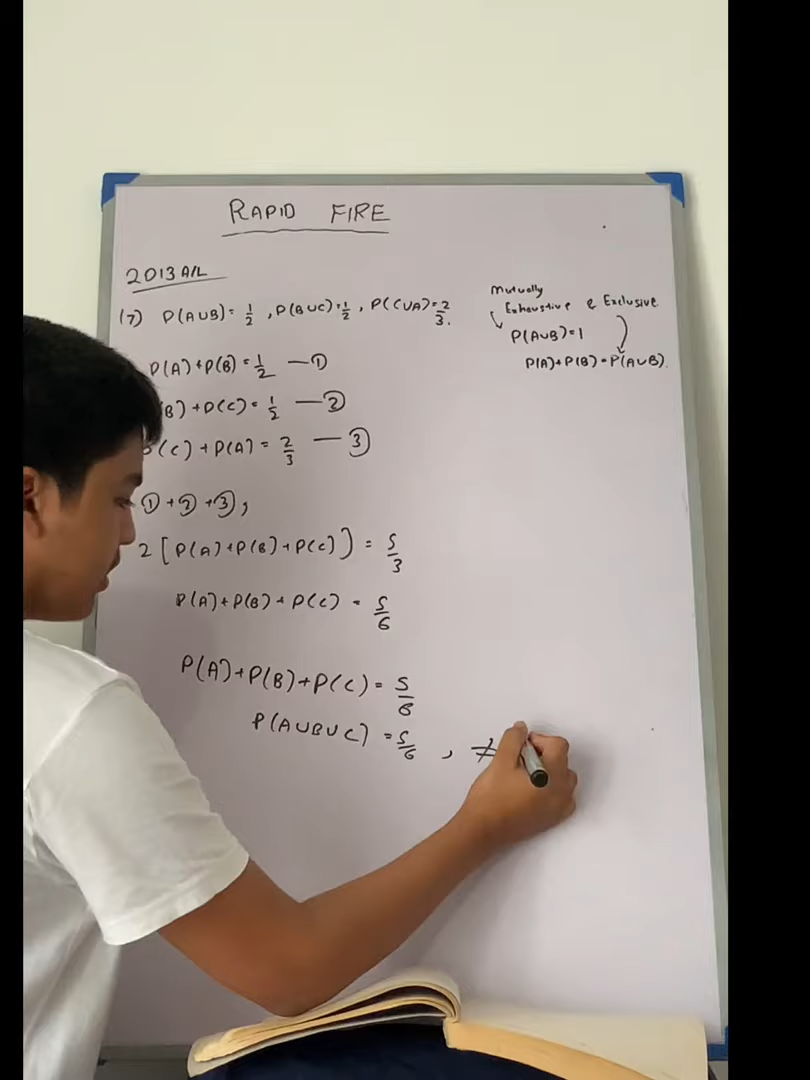 RAPID FIRE
2013 A/L
(7) P(A∪B)= 1/2 , P(B∪C)=1/2 , P(C∪A)=2/3.
Mutually
Exhaustive & Exclusive
P(A∪B)=1
P(A)+P(B)=P(A∪B).
P(A)+P(B)=1/2 —①
B)+P(C)=1/2 —②
(C)+P(A)=2/3 —③
①+②+③,
2[P(A)+P(B)+P(C)]=5/3
P(A)+P(B)+P(C)=5/6
P(A)+P(B)+P(C)=5/6
P(A∪B∪C)=5/6 , ≠